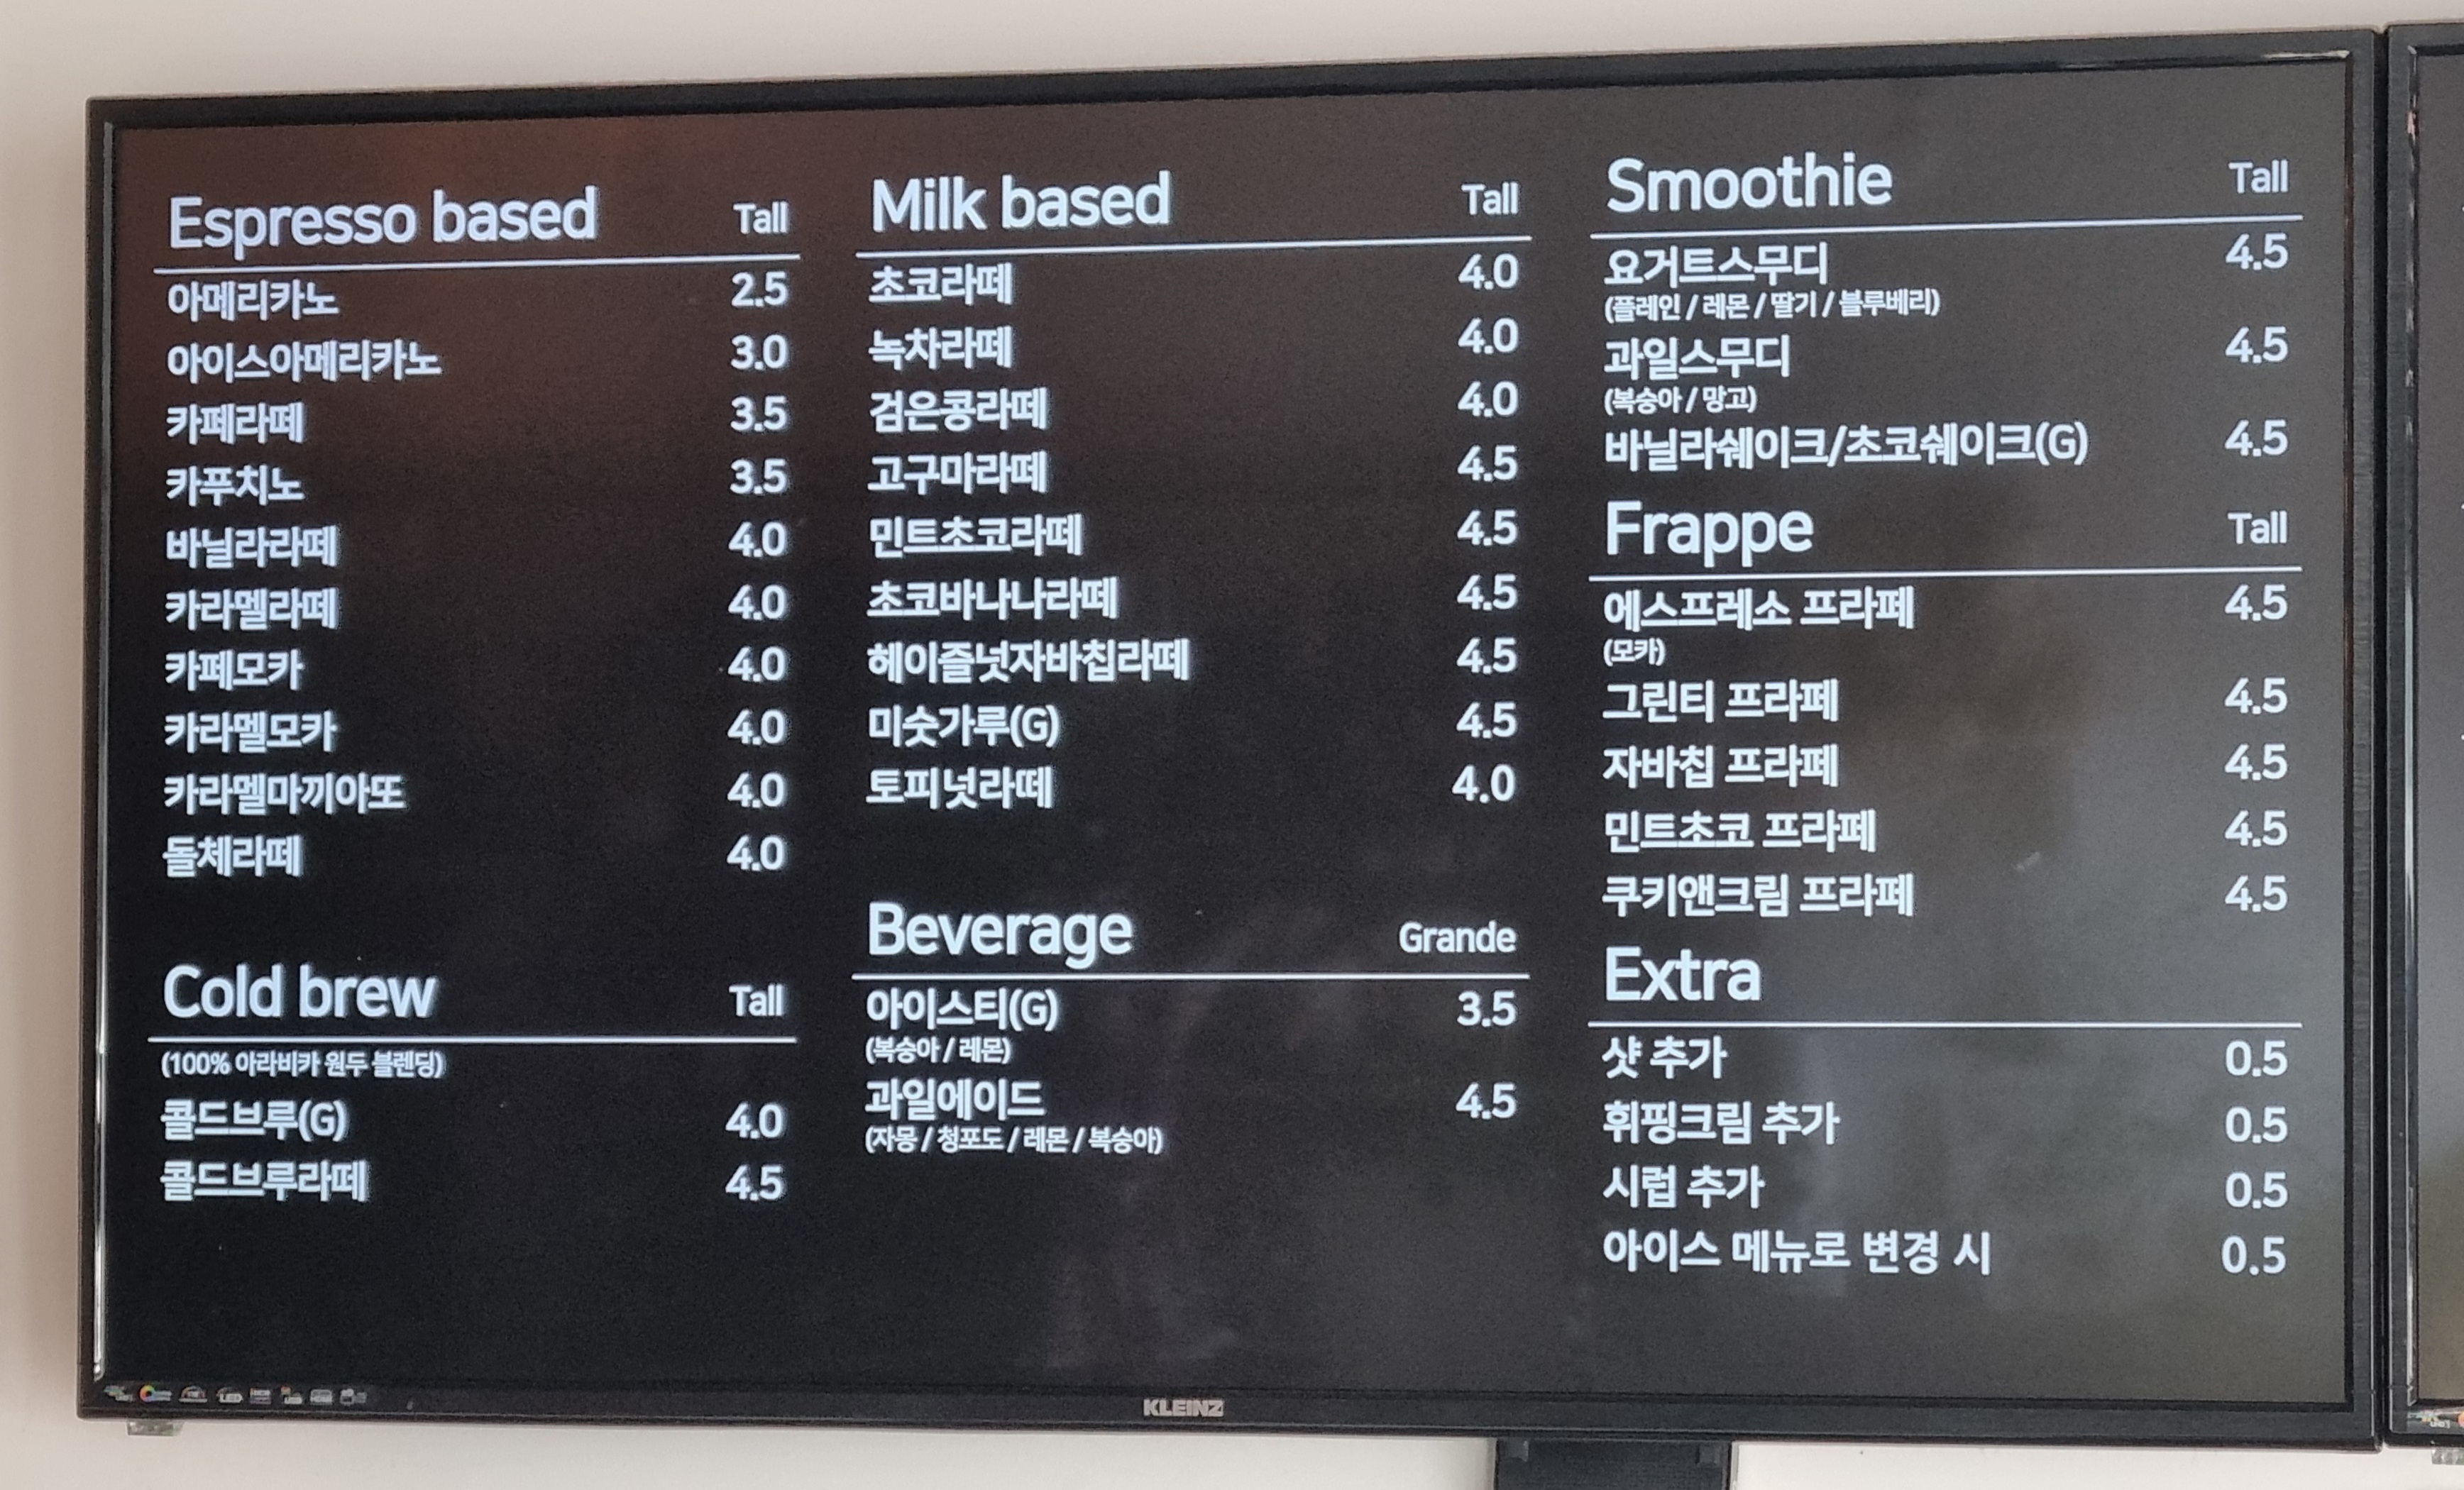 Espresso based Tall
아메리카노 2.5
아이스아메리카노 3.0
카페라떼 3.5
카푸치노 3.5
바닐라라떼 4.0
카라멜라떼 4.0
카페모카 4.0
카라멜모카 4.0
카라멜마끼아또 4.0
돌체라떼 4.0
Cold brew Tall
(100% 아라비카 원두 블렌딩)
콜드브루(G) 4.0
콜드브루라떼 4.5
Milk based Tall
초코라떼 4.0
녹차라떼 4.0
검은콩라떼 4.0
고구마라떼 4.5
민트초코라떼 4.5
초코바나나라떼 4.5
헤이즐넛자바칩라떼 4.5
미숫가루(G) 4.5
토피넛라떼 4.0
Beverage Grande
아이스티(G) 3.5
(복숭아 / 레몬)
과일에이드 4.5
(자몽 / 청포도 / 레몬 / 복숭아)
Smoothie Tall
요거트스무디 4.5
(플레인 / 레몬 / 딸기 / 블루베리)
과일스무디 4.5
(복숭아 / 망고)
바닐라쉐이크/초코쉐이크(G) 4.5
Frappe Tall
에스프레소 프라페 4.5
(모카)
그린티 프라페 4.5
자바칩 프라페 4.5
민트초코 프라페 4.5
쿠키앤크림 프라페 4.5
Extra
샷 추가 0.5
휘핑크림 추가 0.5
시럽 추가 0.5
아이스 메뉴로 변경 시 0.5
LED
KLEINZ